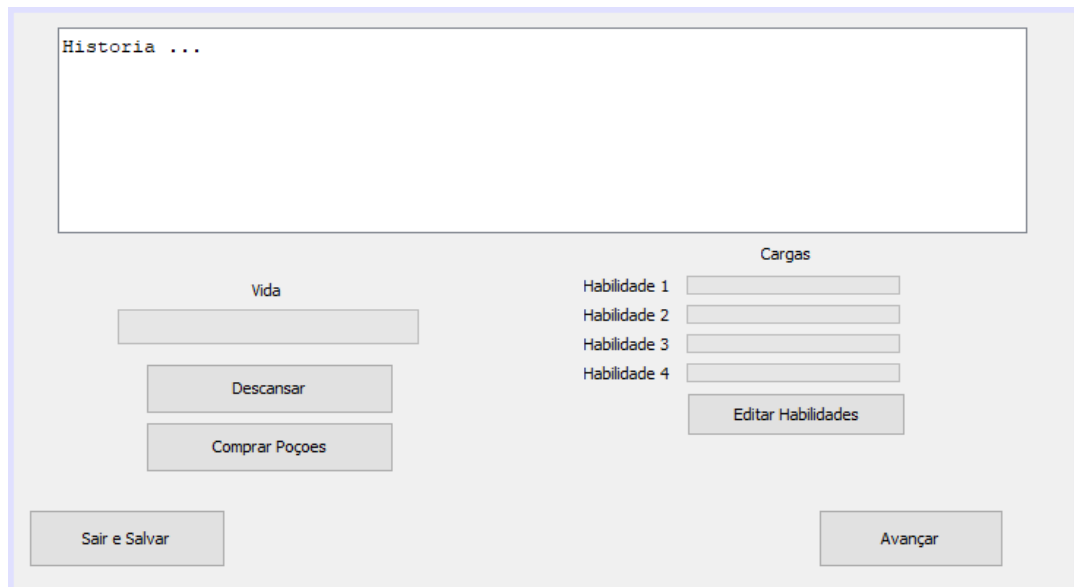 Historia ...
Cargas
Vida
Habilidade 1
Habilidade 2
Habilidade 3
Habilidade 4
Descansar
Editar Habilidades
Comprar Poçoes
Sair e Salvar
Avançar